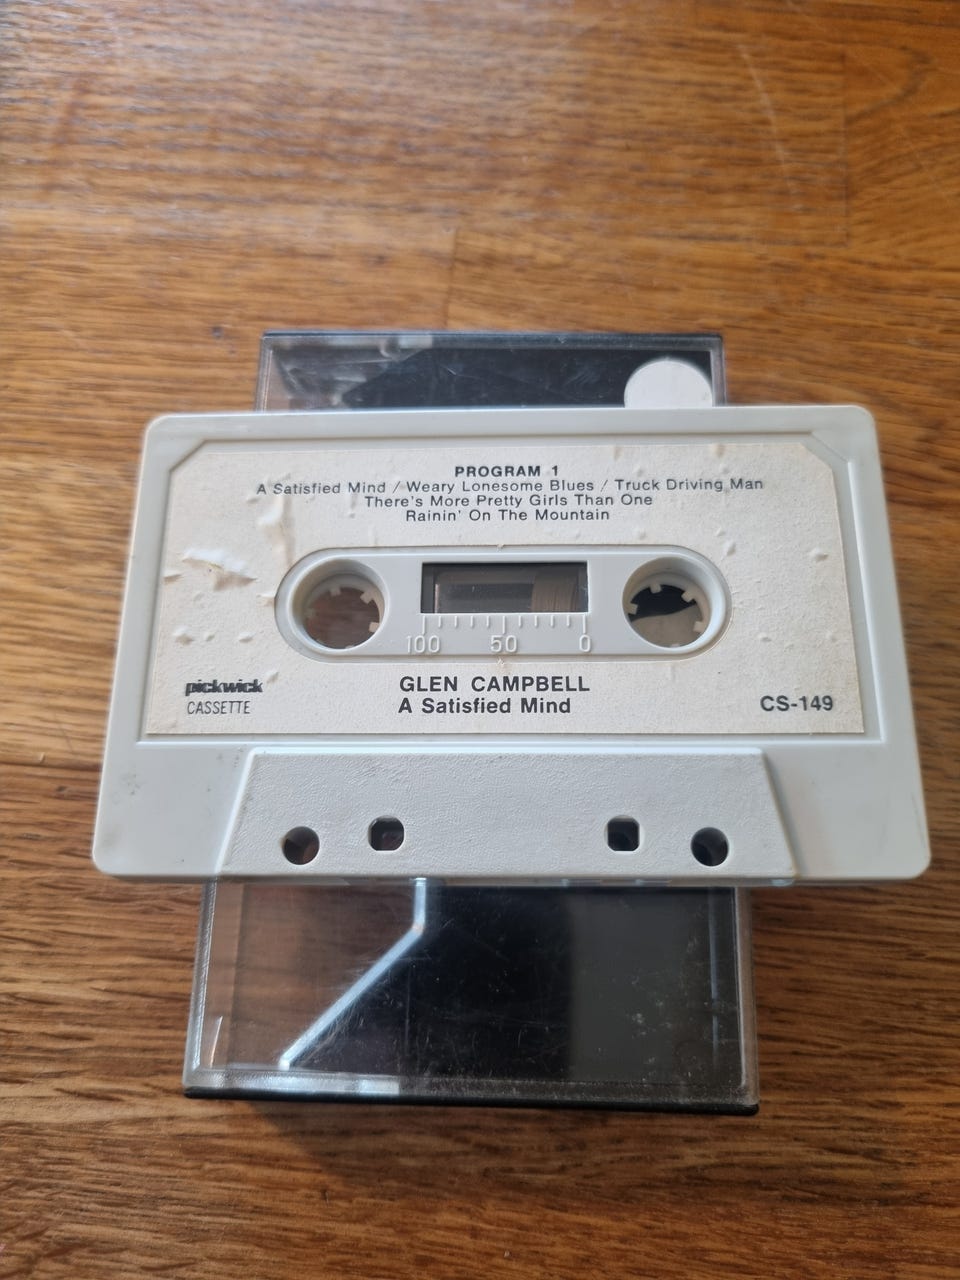 PROGRAM 1
A Satisfied Mind / Weary Lonesome Blues / Truck Driving Man
There's More Pretty Girls Than One
Rainin' On The Mountain
100 50 0
pickwick
CASSETTE
GLEN CAMPBELL
A Satisfied Mind
CS-149